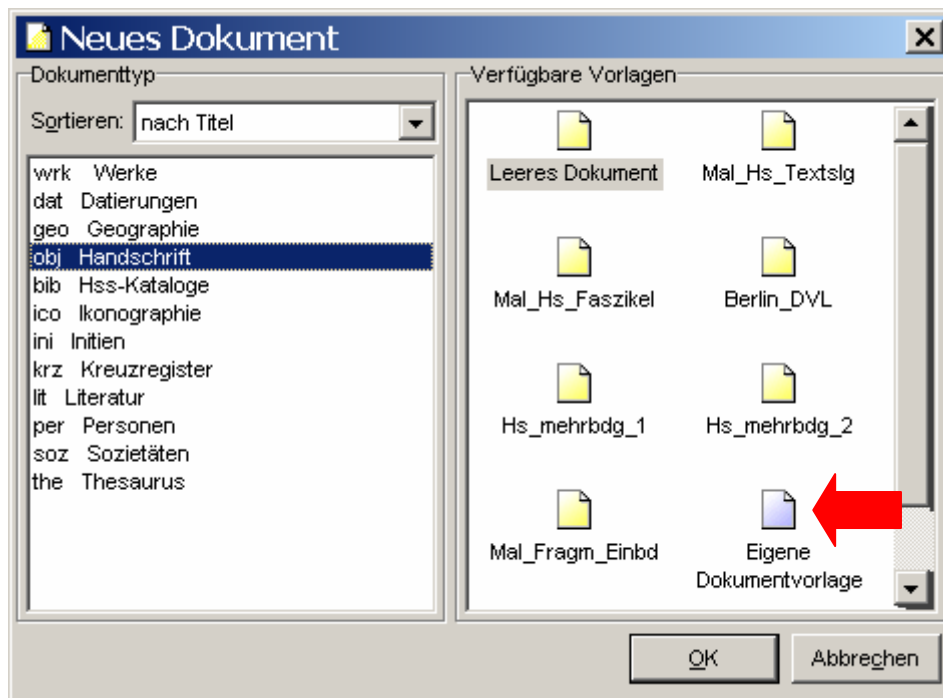 Neues Dokument
Dokumenttyp
Sortieren: nach Titel
wrk Werke
dat Datierungen
geo Geographie
obj Handschrift
bib Hss-Kataloge
ico Ikonographie
ini Initien
krz Kreuzregister
lit Literatur
per Personen
soz Sozietäten
the Thesaurus
Verfügbare Vorlagen
Leeres Dokument Mal_Hs_Textslg
Mal_Hs_Faszikel Berlin_DVL
Hs_mehrbdg_1 Hs_mehrbdg_2
Mal_Fragm_Einbd Eigene
Dokumentvorlage
OK Abbrechen